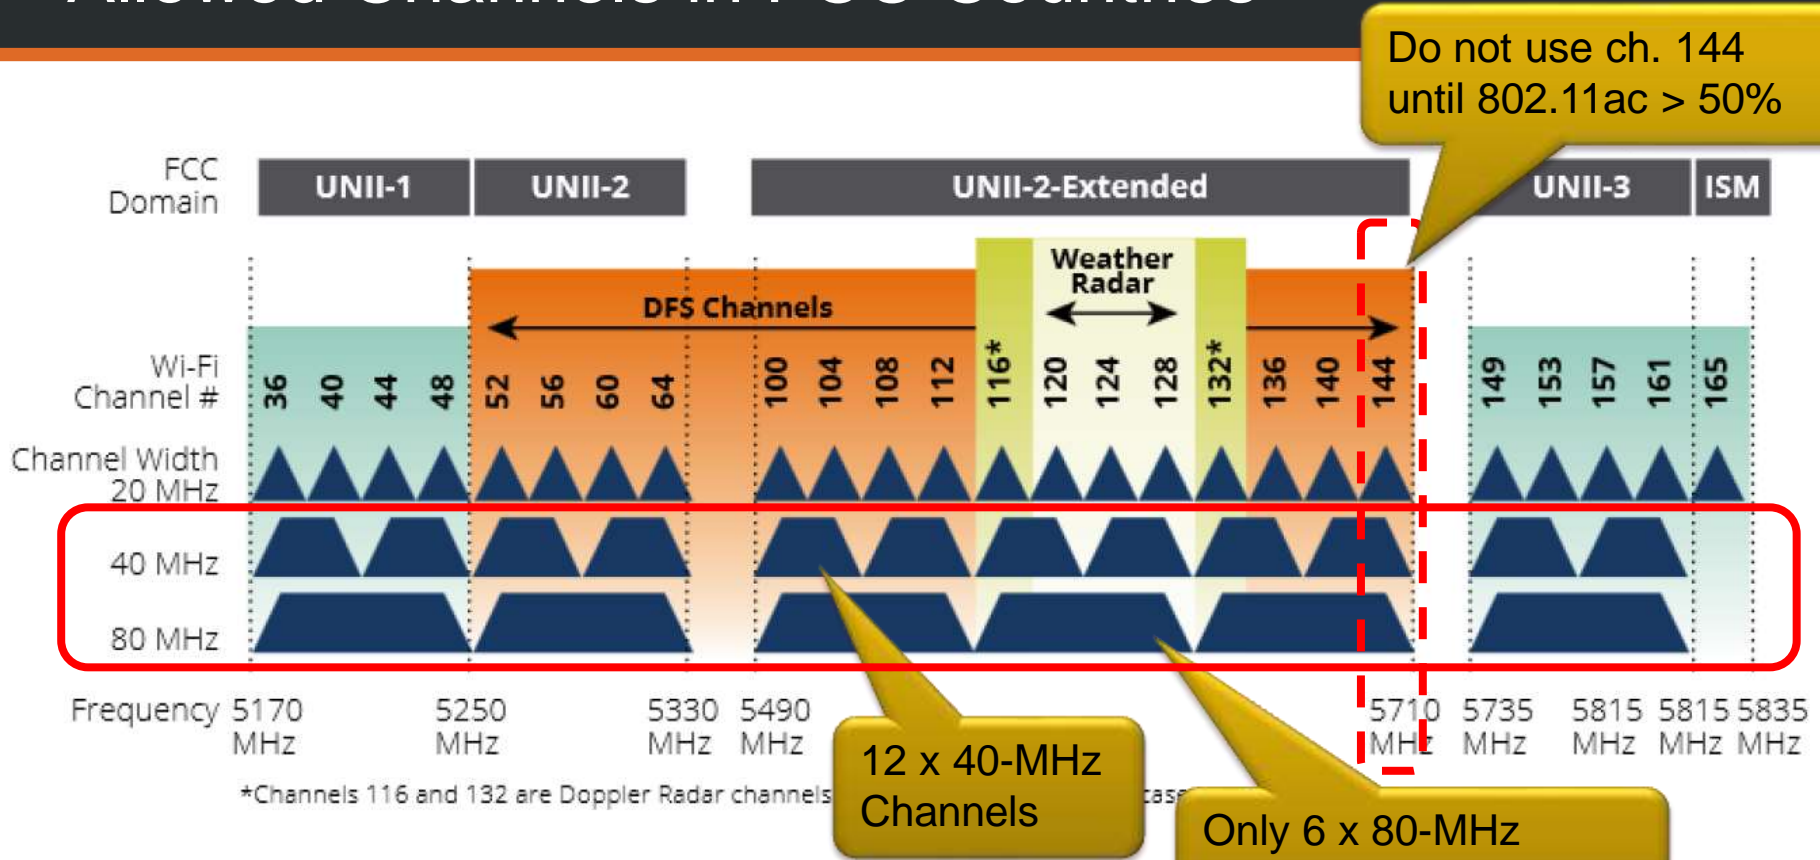 Allowed Channels in FCC Countries
Do not use ch. 144
until 802.11ac > 50%
FCC
Domain
UNII-1
UNII-2
UNII-2-Extended
UNII-3
ISM
Weather
Radar
DFS Channels
Wi-Fi
Channel #
36 40 44 48 52 56 60 64 100 104 108 112 116* 120 124 128 132* 136 140 144 149 153 157 161 165
Channel Width
20 MHz
40 MHz
80 MHz
Frequency
5170
MHz
5250
MHz
5330
MHz
5490
MHz
5710
MHz
5735
MHz
5815
MHz
5815
MHz
5835
MHz
12 x 40-MHz
Channels
*Channels 116 and 132 are Doppler Radar channels
Only 6 x 80-MHz